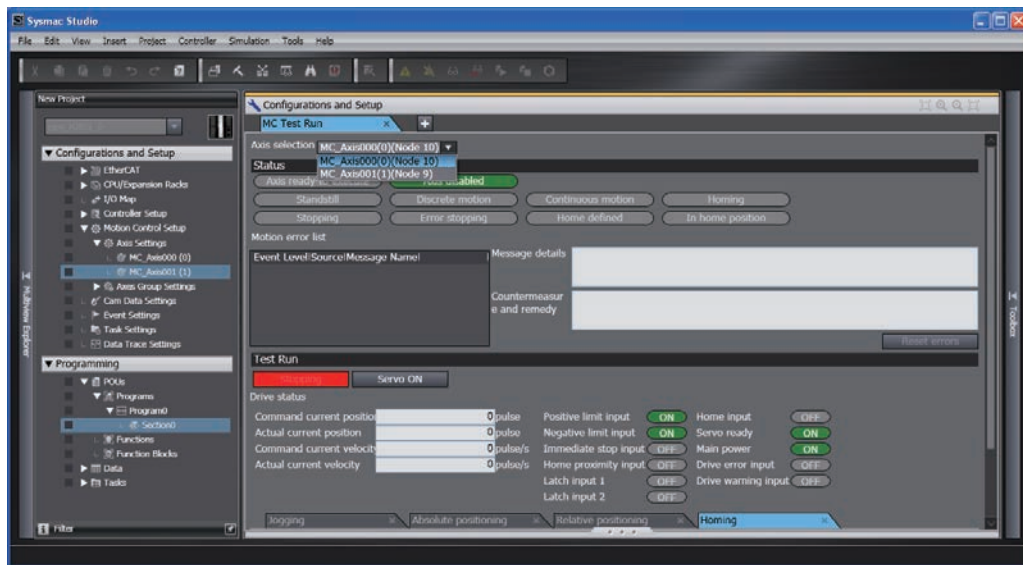 Sysmac Studio
File Edit View Insert Project Controller Simulation Tools Help
New Project
Configurations and Setup
EtherCAT
CPU/Expansion Racks
I/O Map
Controller Setup
Motion Control Setup
Axis Settings
MC_Axis000 (0)
MC_Axis001 (1)
Axes Group Settings
Cam Data Settings
Event Settings
Task Settings
Data Trace Settings
Programming
POUs
Programs
Program0
Section0
Functions
Function Blocks
Data
Tasks
Filter
Multiview Explorer
Configurations and Setup
MC Test Run
Axis selection MC_Axis000(0)(Node 10)
MC_Axis000(0)(Node 10)
MC_Axis001(1)(Node 9)
Status
Axis ready-to-execute Axis disabled
Standstill Discrete motion Continuous motion Homing
Stopping Error stopping Home defined In home position
Motion error list
Event Level|Source|Message Name|
Message details
Countermeasur
e and remedy
Reset errors
Test Run
Stopping Servo ON
Drive status
Command current position 0 pulse Positive limit input ON Home input OFF
Actual current position 0 pulse Negative limit input ON Servo ready ON
Command current velocity 0 pulse/s Immediate stop input OFF Main power ON
Actual current velocity 0 pulse/s Home proximity input OFF Drive error input OFF
Latch input 1 OFF Drive warning input OFF
Latch input 2 OFF
Jogging Absolute positioning Relative positioning Homing
Toolbox